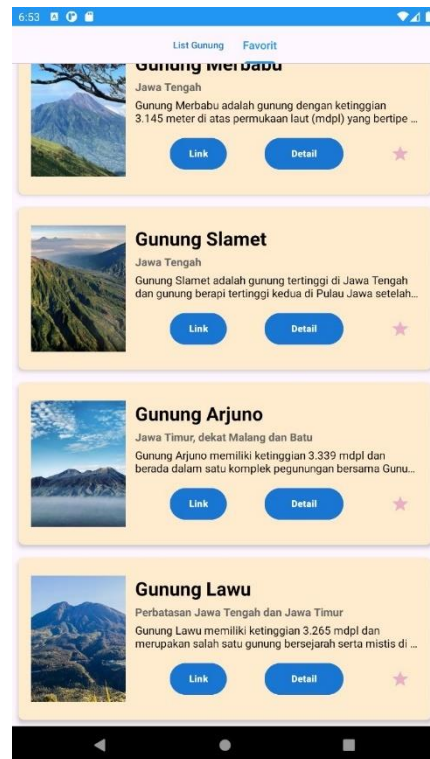 6:53
List Gunung Favorit
Gunung Merbabu
Jawa Tengah
Gunung Merbabu adalah gunung dengan ketinggian
3.145 meter di atas permukaan laut (mdpl) yang bertipe ...
Link Detail
Gunung Slamet
Jawa Tengah
Gunung Slamet adalah gunung tertinggi di Jawa Tengah
dan gunung berapi tertinggi kedua di Pulau Jawa setelah...
Link Detail
Gunung Arjuno
Jawa Timur, dekat Malang dan Batu
Gunung Arjuno memiliki ketinggian 3.339 mdpl dan
berada dalam satu komplek pegunungan bersama Gunu...
Link Detail
Gunung Lawu
Perbatasan Jawa Tengah dan Jawa Timur
Gunung Lawu memiliki ketinggian 3.265 mdpl dan
merupakan salah satu gunung bersejarah serta mistis di ...
Link Detail